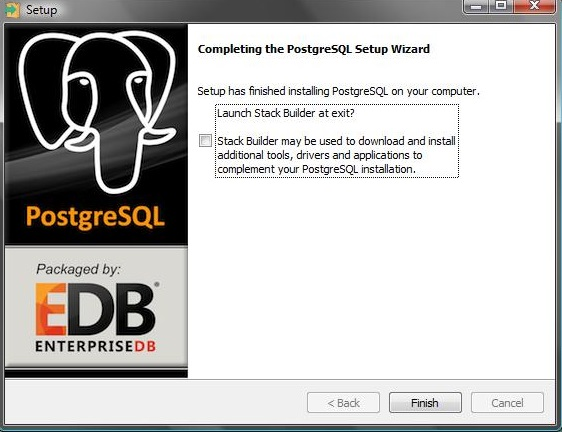 Setup
Completing the PostgreSQL Setup Wizard
Setup has finished installing PostgreSQL on your computer.
Launch Stack Builder at exit?
Stack Builder may be used to download and install
additional tools, drivers and applications to
complement your PostgreSQL installation.
PostgreSQL
Packaged by:
EDB®
ENTERPRISEDB
< Back
Finish
Cancel